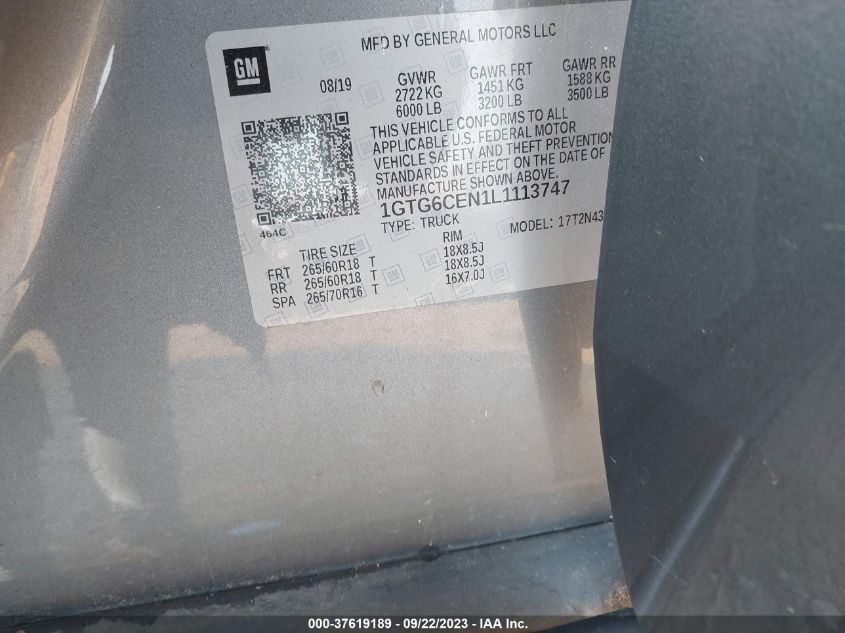 MFD BY GENERAL MOTORS LLC
GM
08/19
GVWR GAWR FRT GAWR RR
2722 KG 1451 KG 1588 KG
6000 LB 3200 LB 3500 LB
THIS VEHICLE CONFORMS TO ALL
APPLICABLE U.S. FEDERAL MOTOR
VEHICLE SAFETY AND THEFT PREVENTION
STANDARDS IN EFFECT ON THE DATE OF
MANUFACTURE SHOWN ABOVE.
1GTG6CEN1L1113747
TYPE: TRUCK MODEL: 17T2N43
464C
TIRE SIZE RIM
FRT 265/60R18 T 18X8.5J
RR 265/60R18 T 18X8.5J
SPA 265/70R16 T 16X7.0J
000-37619189 - 09/22/2023 - IAA Inc.